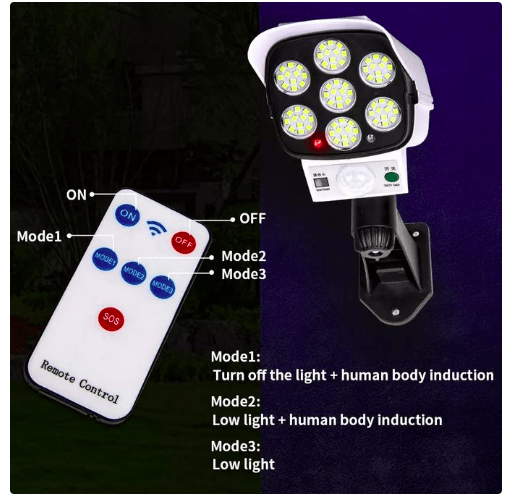 ON
OFF
Mode1
Mode2
Mode3
ON
OFF
MODE1
MODE2
MODE3
SOS
Remote Control
Mode1:
Turn off the light + human body induction
Mode2:
Low light + human body induction
Mode3:
Low light